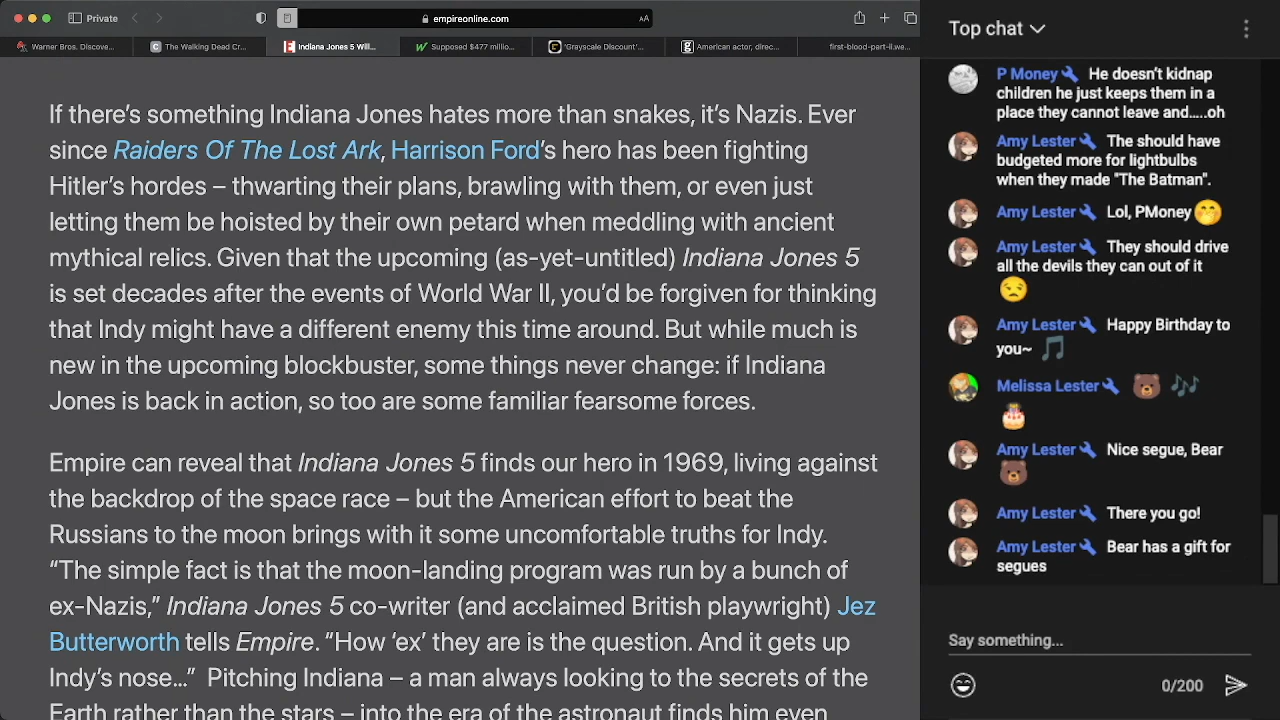 Private
empireonline.com
AA
Warner Bros. Discove...
The Walking Dead Cr...
Indiana Jones 5 Will...
Supposed $477 millio...
'Grayscale Discount'...
American actor, direc...
first-blood-part-ii.we...
If there's something Indiana Jones hates more than snakes, it's Nazis. Ever
since Raiders Of The Lost Ark, Harrison Ford's hero has been fighting
Hitler's hordes – thwarting their plans, brawling with them, or even just
letting them be hoisted by their own petard when meddling with ancient
mythical relics. Given that the upcoming (as-yet-untitled) Indiana Jones 5
is set decades after the events of World War II, you'd be forgiven for thinking
that Indy might have a different enemy this time around. But while much is
new in the upcoming blockbuster, some things never change: if Indiana
Jones is back in action, so too are some familiar fearsome forces.
Empire can reveal that Indiana Jones 5 finds our hero in 1969, living against
the backdrop of the space race – but the American effort to beat the
Russians to the moon brings with it some uncomfortable truths for Indy.
"The simple fact is that the moon-landing program was run by a bunch of
ex-Nazis," Indiana Jones 5 co-writer (and acclaimed British playwright) Jez
Butterworth tells Empire. "How 'ex' they are is the question. And it gets up
Indy's nose..." Pitching Indiana – a man always looking to the secrets of the
Earth rather than the stars – into the era of the astronaut finds him even
Top chat
P Money He doesn't kidnap
children he just keeps them in a
place they cannot leave and.....oh
Amy Lester The should have
budgeted more for lightbulbs
when they made "The Batman".
Amy Lester Lol, PMoney 🤭
Amy Lester They should drive
all the devils they can out of it
😒
Amy Lester Happy Birthday to
you~ 🎵
Melissa Lester 🐻 🎶
🎂
Amy Lester Nice segue, Bear
🐻
Amy Lester There you go!
Amy Lester Bear has a gift for
segues
Say something...
0/200